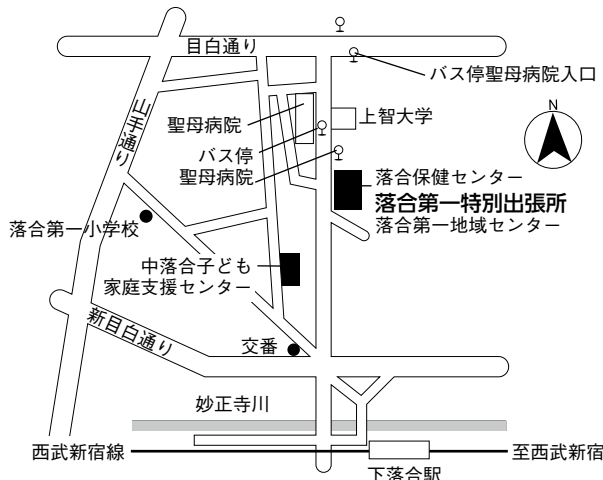 目白通り
バス停聖母病院入口
山手通り
聖母病院
上智大学
N
バス停
聖母病院
落合保健センター
落合第一特別出張所
落合第一地域センター
落合第一小学校
中落合子ども
家庭支援センター
新目白通り
交番
妙正寺川
西武新宿線
至西武新宿
下落合駅